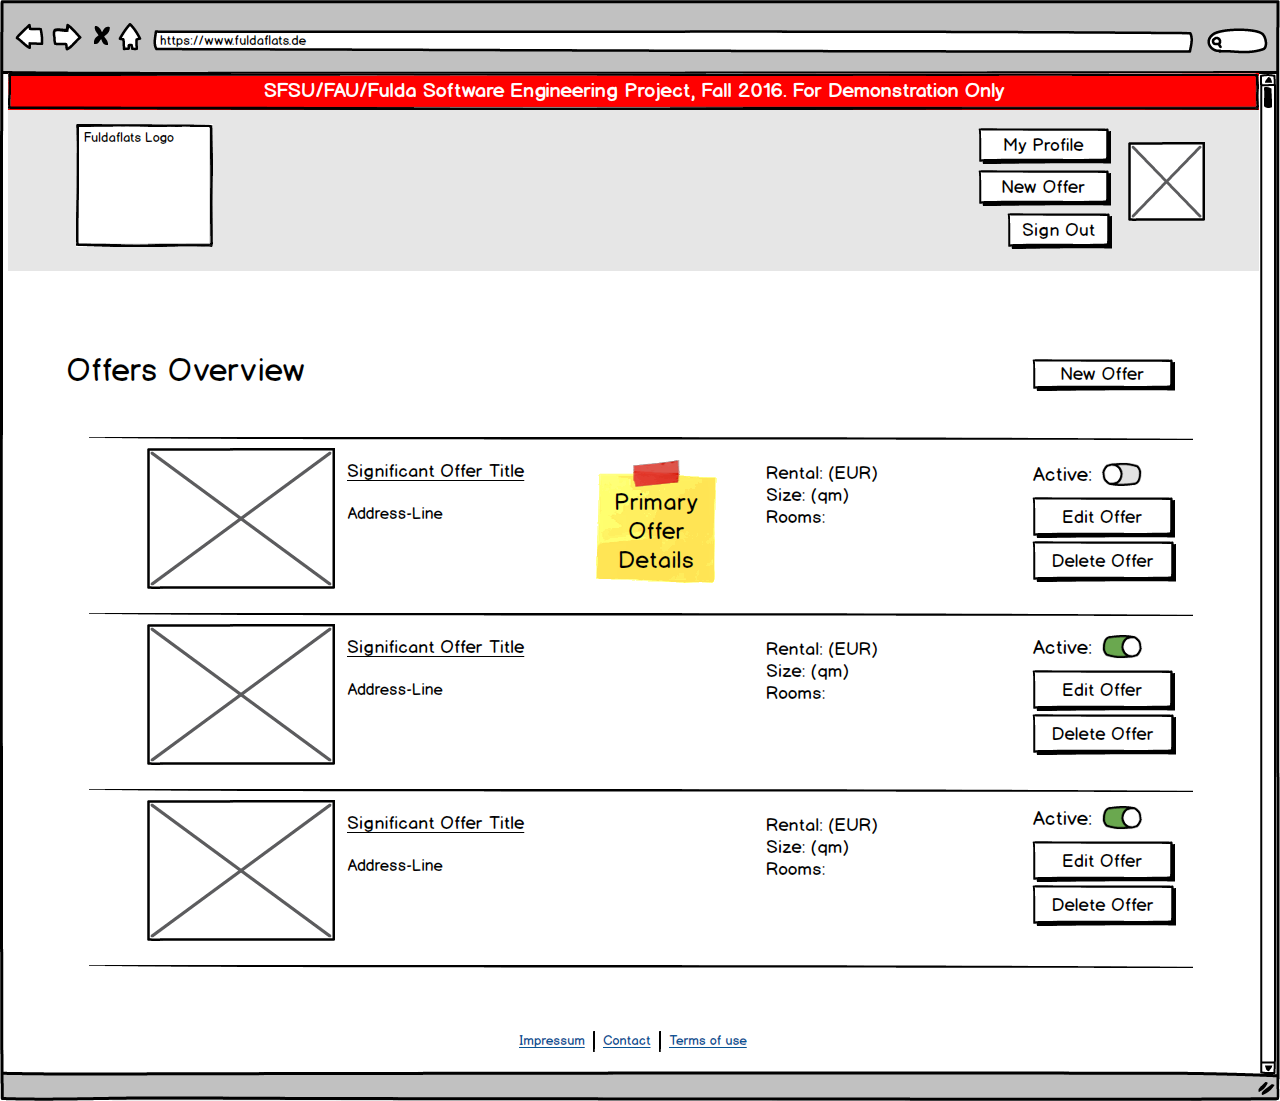 https://www.fuldaflats.de
SFSU/FAU/Fulda Software Engineering Project, Fall 2016. For Demonstration Only
Fuldaflats Logo
My Profile
New Offer
Sign Out
Offers Overview
New Offer
Significant Offer Title
Address-Line
Primary
Offer
Details
Rental: (EUR)
Size: (qm)
Rooms:
Active:
Edit Offer
Delete Offer
Significant Offer Title
Address-Line
Rental: (EUR)
Size: (qm)
Rooms:
Active:
Edit Offer
Delete Offer
Significant Offer Title
Address-Line
Rental: (EUR)
Size: (qm)
Rooms:
Active:
Edit Offer
Delete Offer
Impressum
Contact
Terms of use